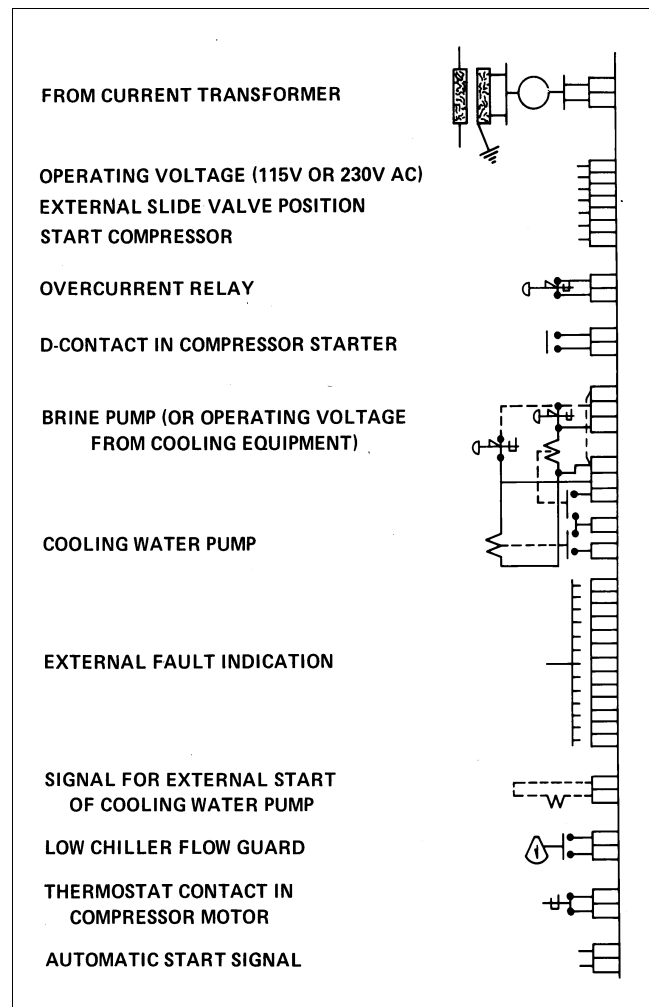 FROM CURRENT TRANSFORMER
OPERATING VOLTAGE (115V OR 230V AC)
EXTERNAL SLIDE VALVE POSITION
START COMPRESSOR
OVERCURRENT RELAY
D-CONTACT IN COMPRESSOR STARTER
BRINE PUMP (OR OPERATING VOLTAGE
FROM COOLING EQUIPMENT)
COOLING WATER PUMP
EXTERNAL FAULT INDICATION
SIGNAL FOR EXTERNAL START
OF COOLING WATER PUMP
LOW CHILLER FLOW GUARD
THERMOSTAT CONTACT IN
COMPRESSOR MOTOR
AUTOMATIC START SIGNAL